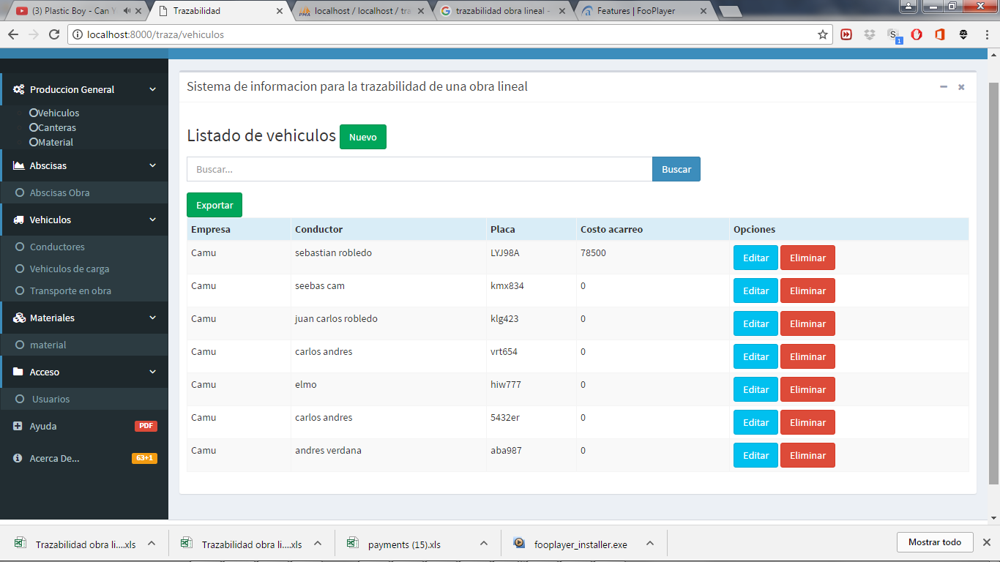 (3) Plastic Boy - Can Y
Trazabilidad
localhost / localhost / tra
trazabilidad obra lineal -
Features | FooPlayer
localhost:8000/traza/vehiculos
S
1
Produccion General
Vehiculos
Canteras
Material
Abscisas
Abscisas Obra
Vehiculos
Conductores
Vehiculos de carga
Transporte en obra
Materiales
material
Acceso
Usuarios
Ayuda PDF
Acerca De... 63+1
Sistema de informacion para la trazabilidad de una obra lineal
Listado de vehiculos Nuevo
Buscar... Buscar
Exportar
Empresa Conductor Placa Costo acarreo Opciones
Camu sebastian robledo LYJ98A 78500 Editar Eliminar
Camu seebas cam kmx834 0 Editar Eliminar
Camu juan carlos robledo klg423 0 Editar Eliminar
Camu carlos andres vrt654 0 Editar Eliminar
Camu elmo hiw777 0 Editar Eliminar
Camu carlos andres 5432er 0 Editar Eliminar
Camu andres verdana aba987 0 Editar Eliminar
Trazabilidad obra li....xls
Trazabilidad obra li....xls
payments (15).xls
fooplayer_installer.exe
Mostrar todo